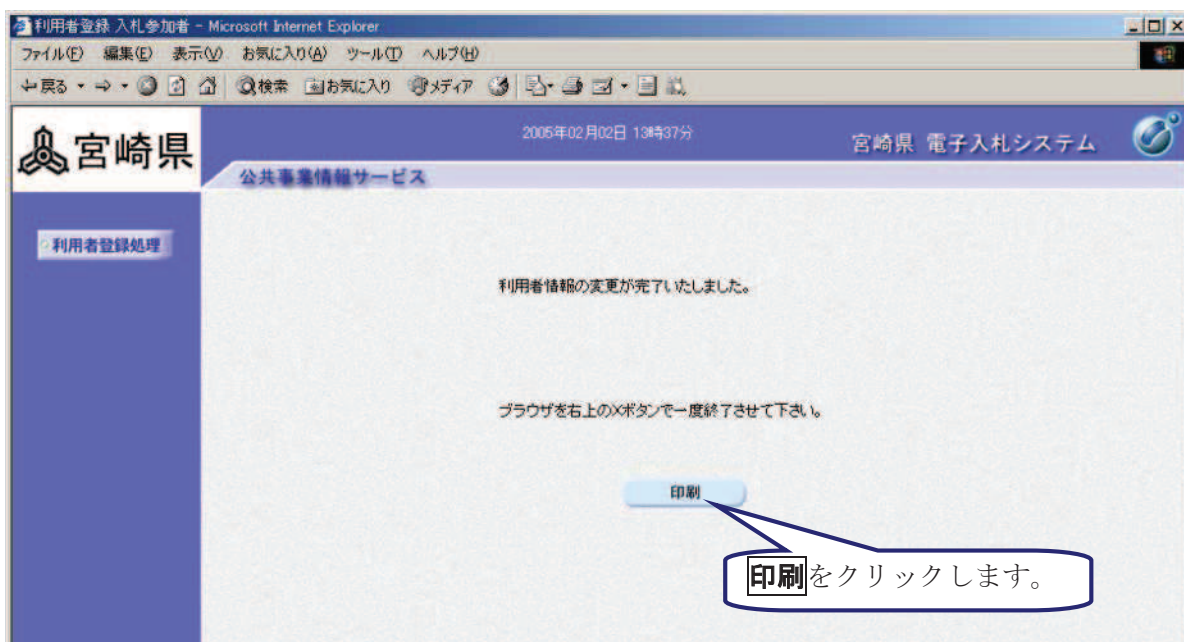 利用者登録 入札参加者 - Microsoft Internet Explorer
ファイル(F) 編集(E) 表示(V) お気に入り(A) ツール(T) ヘルプ(H)
戻る 検索 お気に入り メディア
宮崎県
2005年02月02日 13時37分
宮崎県 電子入札システム
公共事業情報サービス
利用者登録処理
利用者情報の変更が完了いたしました。
ブラウザを右上の×ボタンで一度終了させて下さい。
印刷
印刷をクリックします。